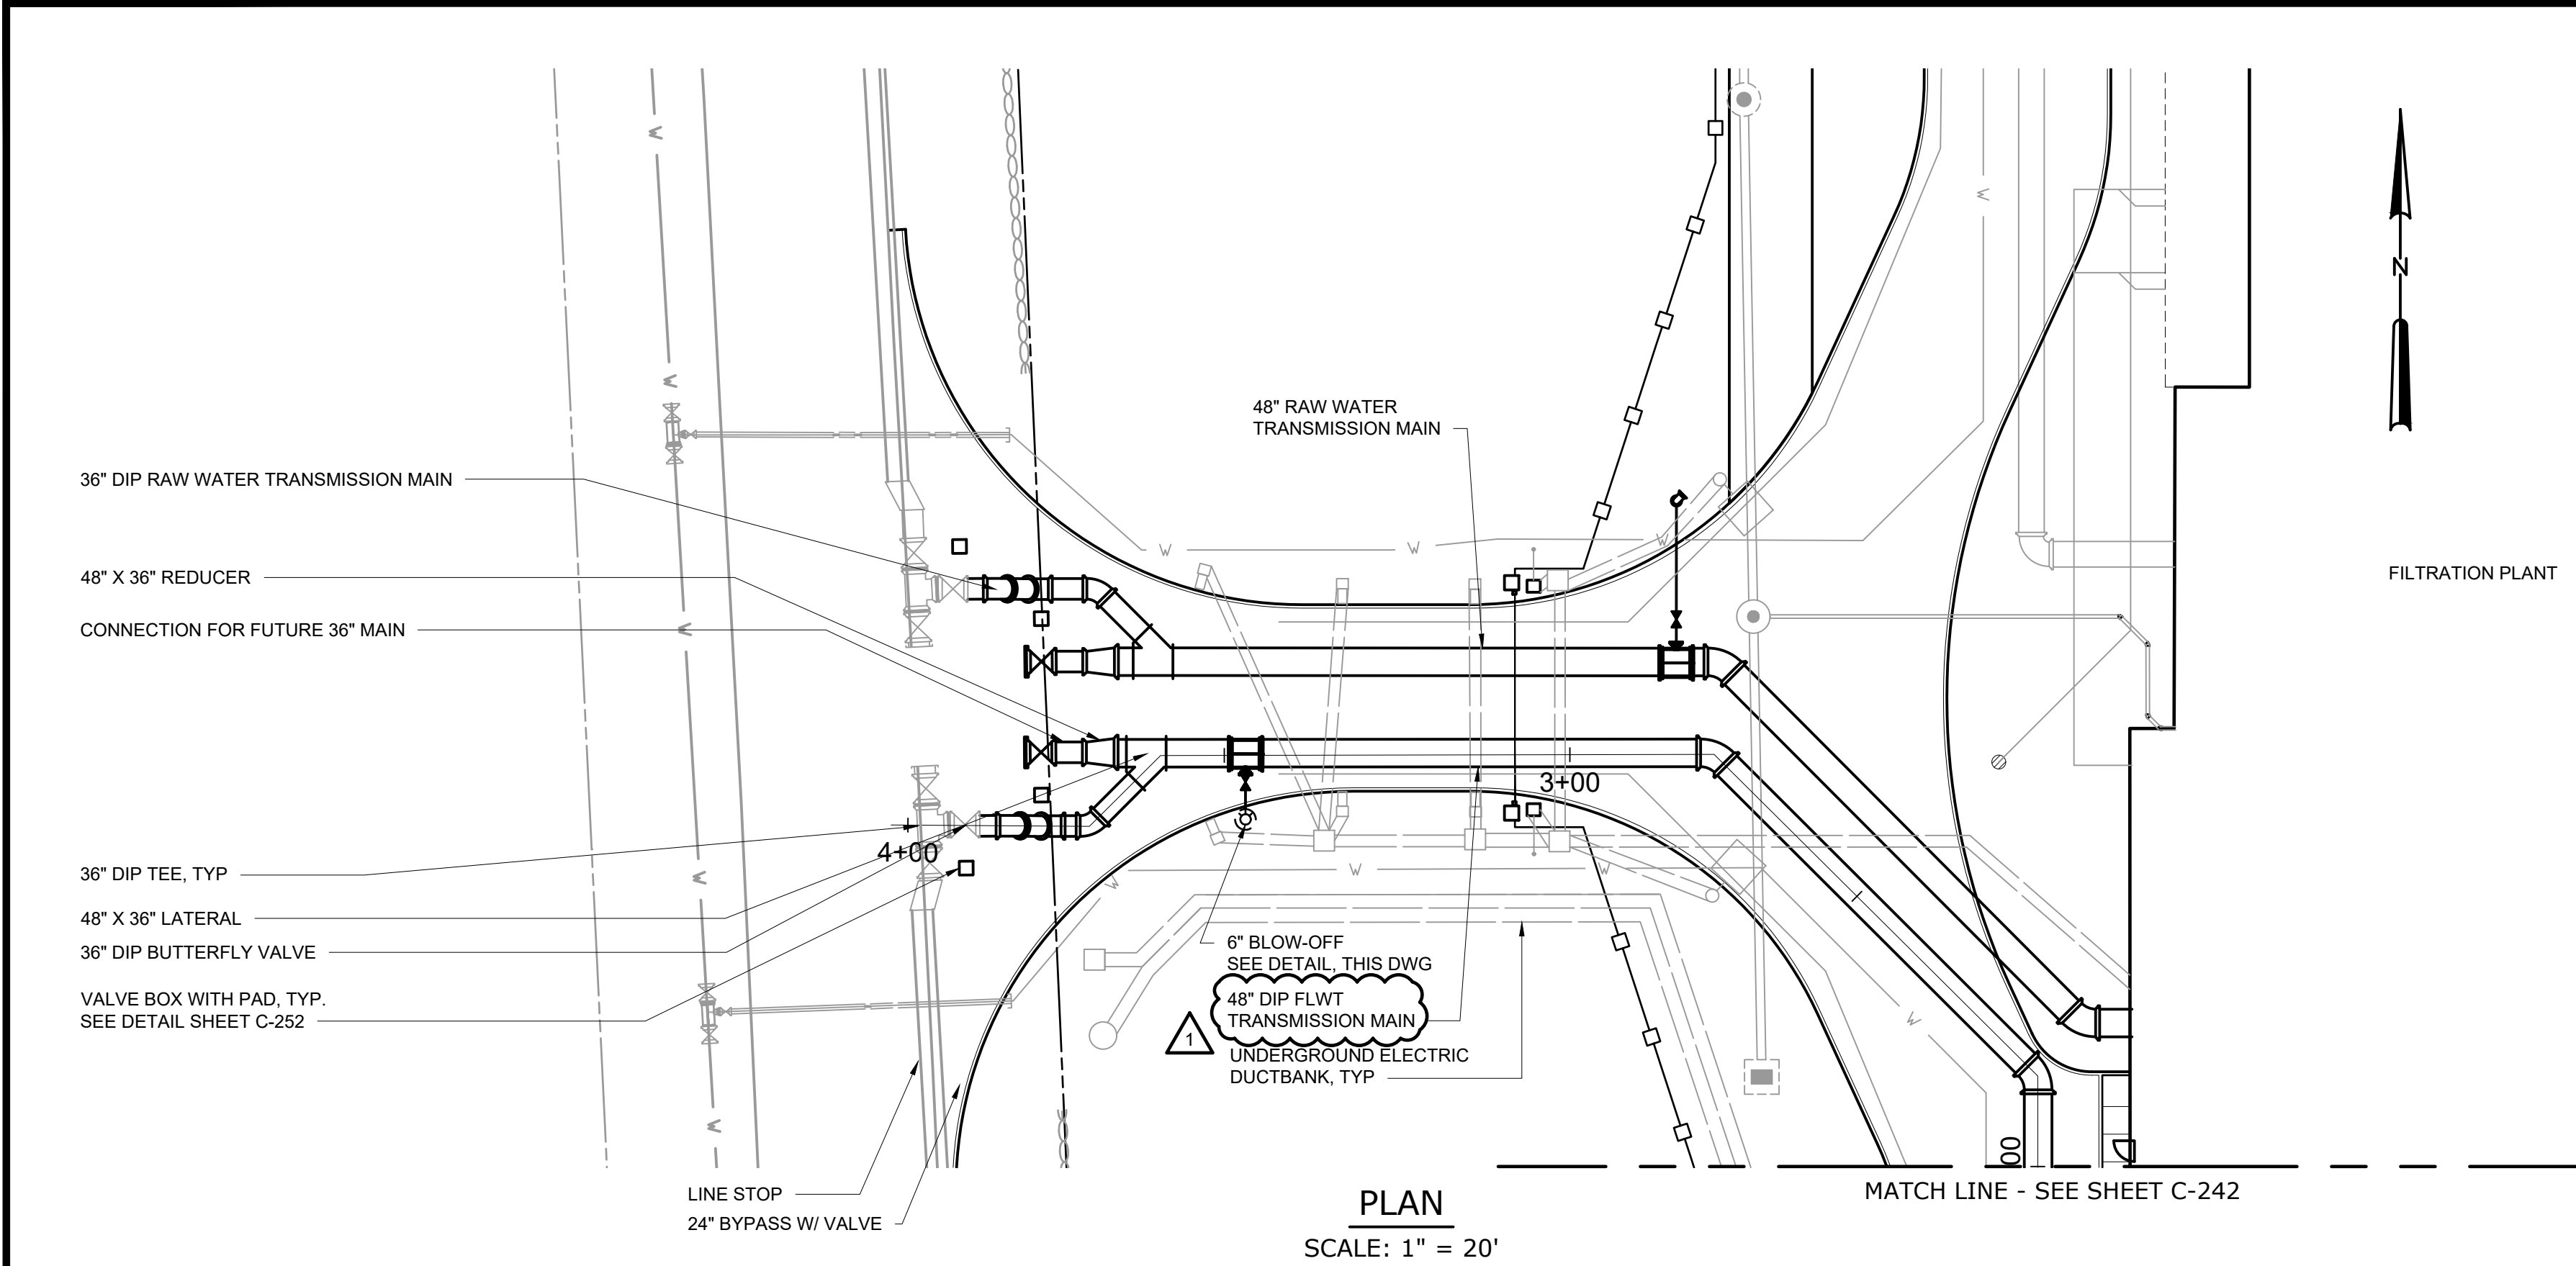 N
48" RAW WATER
TRANSMISSION MAIN
36" DIP RAW WATER TRANSMISSION MAIN
48" X 36" REDUCER
CONNECTION FOR FUTURE 36" MAIN
FILTRATION PLANT
W
W
W
W
W
W
W
W
W
W
W
W
W
W
3+00
4+00
36" DIP TEE, TYP
48" X 36" LATERAL
36" DIP BUTTERFLY VALVE
VALVE BOX WITH PAD, TYP.
SEE DETAIL SHEET C-252
6" BLOW-OFF
SEE DETAIL, THIS DWG
48" DIP FLWT
TRANSMISSION MAIN
1
UNDERGROUND ELECTRIC
DUCTBANK, TYP
00
LINE STOP
24" BYPASS W/ VALVE
MATCH LINE - SEE SHEET C-242
PLAN
SCALE: 1" = 20'